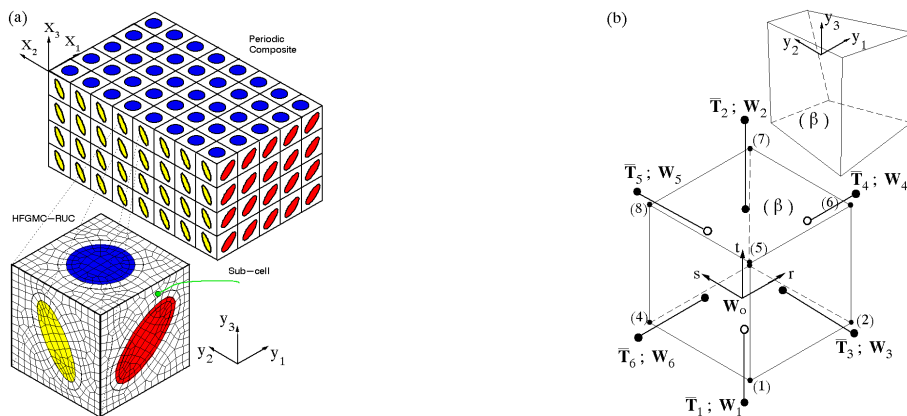 (a)
X₃
X₂
X₁
Periodic
Composite
HFGMC−RUC
Sub−cell
y₃
y₂
y₁
(b)
y₃
y₂
y₁
(β)
T̅₂ ; W₂
(7)
T̅₅ ; W₅
T̅₄ ; W₄
(8)
(β)
(6)
(5)
t
s
r
W₀
(4)
(2)
T̅₆ ; W₆
T̅₃ ; W₃
(1)
T̅₁ ; W₁